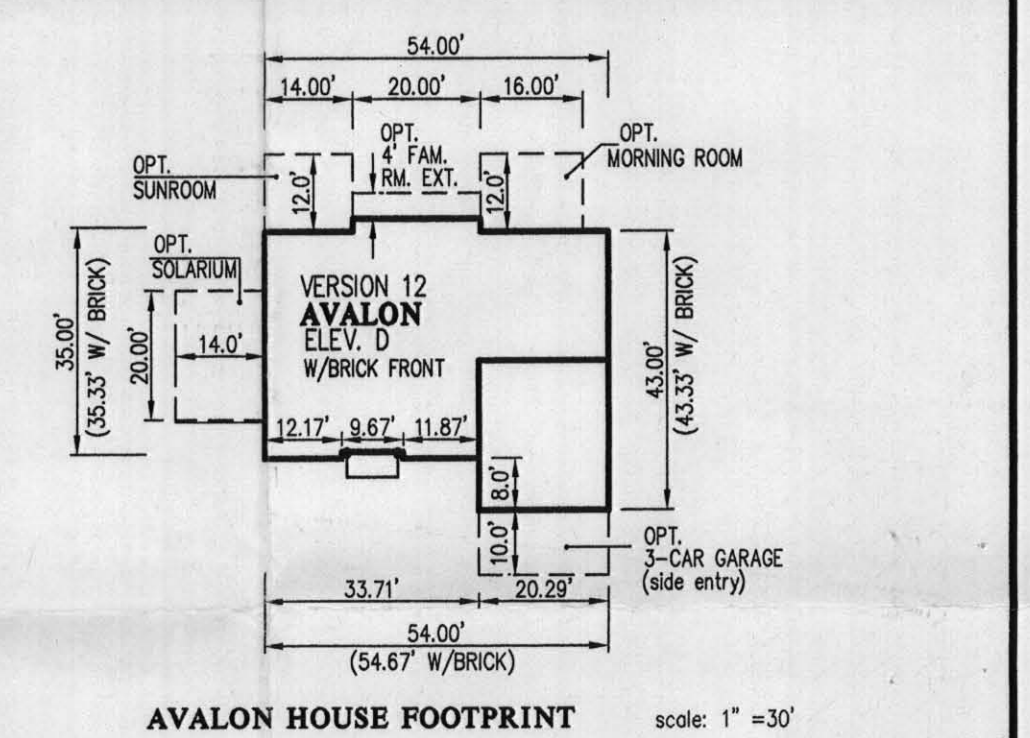 54.00'
14.00' 20.00' 16.00'
OPT.
4' FAM.
RM. EXT.
OPT.
MORNING ROOM
OPT.
SUNROOM
12.0'
12.0'
OPT.
SOLARIUM
VERSION 12
AVALON
ELEV. D
W/BRICK FRONT
35.00'
(35.33' W/ BRICK)
20.00'
14.0'
43.00'
(43.33' W/ BRICK)
12.17' 9.67' 11.87'
8.0'
10.0'
OPT.
3-CAR GARAGE
(side entry)
33.71' 20.29'
54.00'
(54.67' W/BRICK)
AVALON HOUSE FOOTPRINT scale: 1" =30'